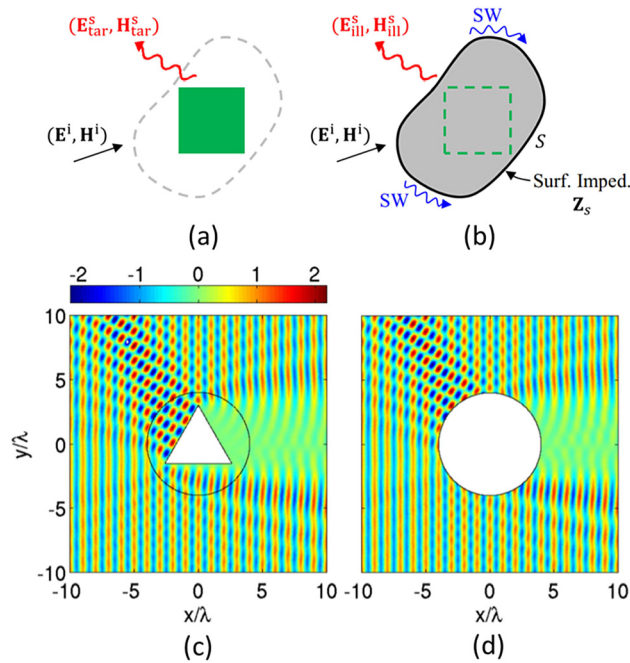 (E^s_tar, H^s_tar)
(E^i, H^i)
(a)
SW
(E^s_ill, H^s_ill)
(E^i, H^i)
S
SW
Surf. Imped.
Z_s
(b)
(c)
-2 -1 0 1 2
10
5
0
-5
-10
y/λ
-10 -5 0 5 10
x/λ
(c)
-10 -5 0 5 10
x/λ
(d)